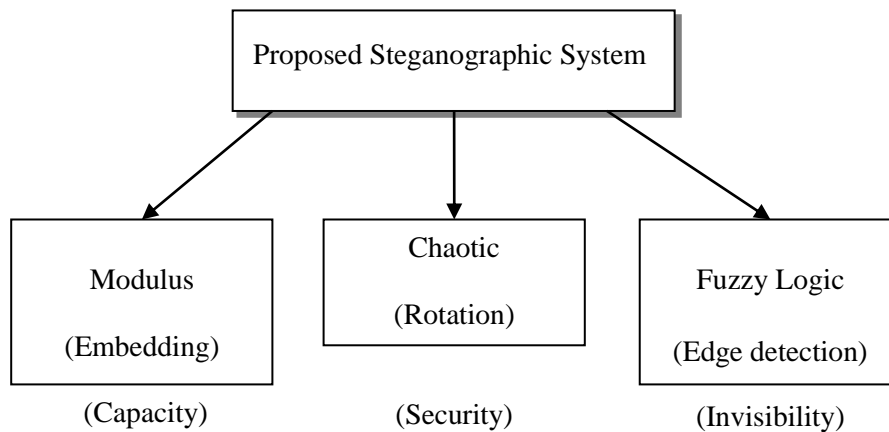 Proposed Steganographic System
Modulus
(Embedding)
(Capacity)
Chaotic
(Rotation)
(Security)
Fuzzy Logic
(Edge detection)
(Invisibility)